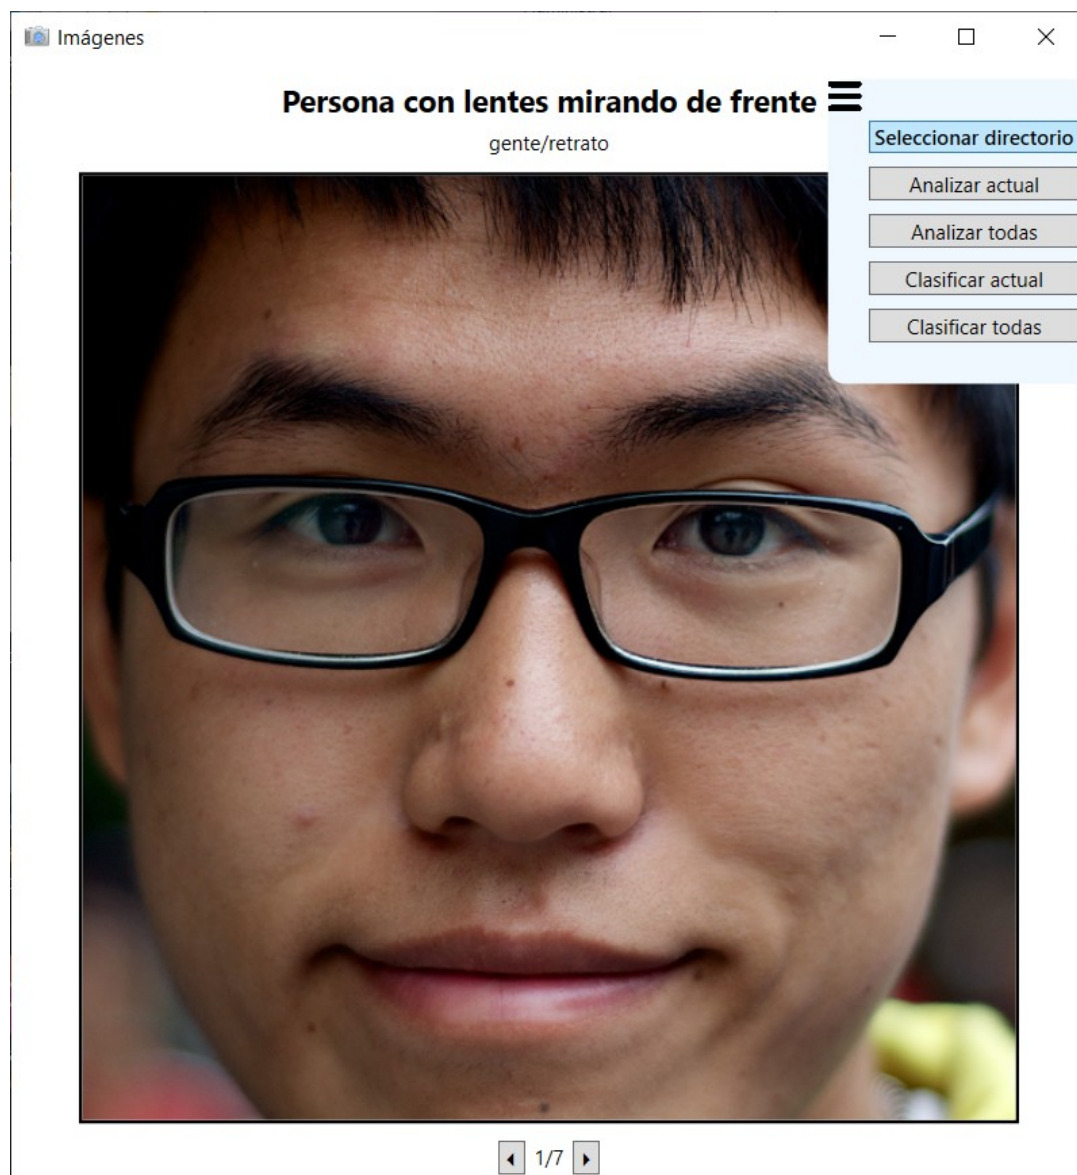 Imágenes
Persona con lentes mirando de frente
gente/retrato
Seleccionar directorio
Analizar actual
Analizar todas
Clasificar actual
Clasificar todas
1/7